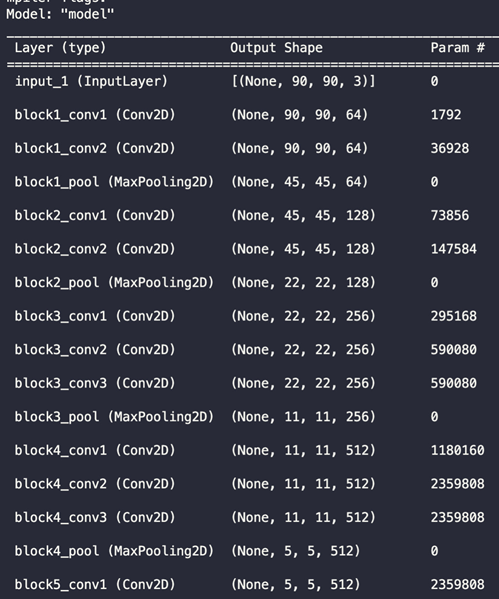 Model: "model"
Layer (type) Output Shape Param #
input_1 (InputLayer) [(None, 90, 90, 3)] 0
block1_conv1 (Conv2D) (None, 90, 90, 64) 1792
block1_conv2 (Conv2D) (None, 90, 90, 64) 36928
block1_pool (MaxPooling2D) (None, 45, 45, 64) 0
block2_conv1 (Conv2D) (None, 45, 45, 128) 73856
block2_conv2 (Conv2D) (None, 45, 45, 128) 147584
block2_pool (MaxPooling2D) (None, 22, 22, 128) 0
block3_conv1 (Conv2D) (None, 22, 22, 256) 295168
block3_conv2 (Conv2D) (None, 22, 22, 256) 590080
block3_conv3 (Conv2D) (None, 22, 22, 256) 590080
block3_pool (MaxPooling2D) (None, 11, 11, 256) 0
block4_conv1 (Conv2D) (None, 11, 11, 512) 1180160
block4_conv2 (Conv2D) (None, 11, 11, 512) 2359808
block4_conv3 (Conv2D) (None, 11, 11, 512) 2359808
block4_pool (MaxPooling2D) (None, 5, 5, 512) 0
block5_conv1 (Conv2D) (None, 5, 5, 512) 2359808